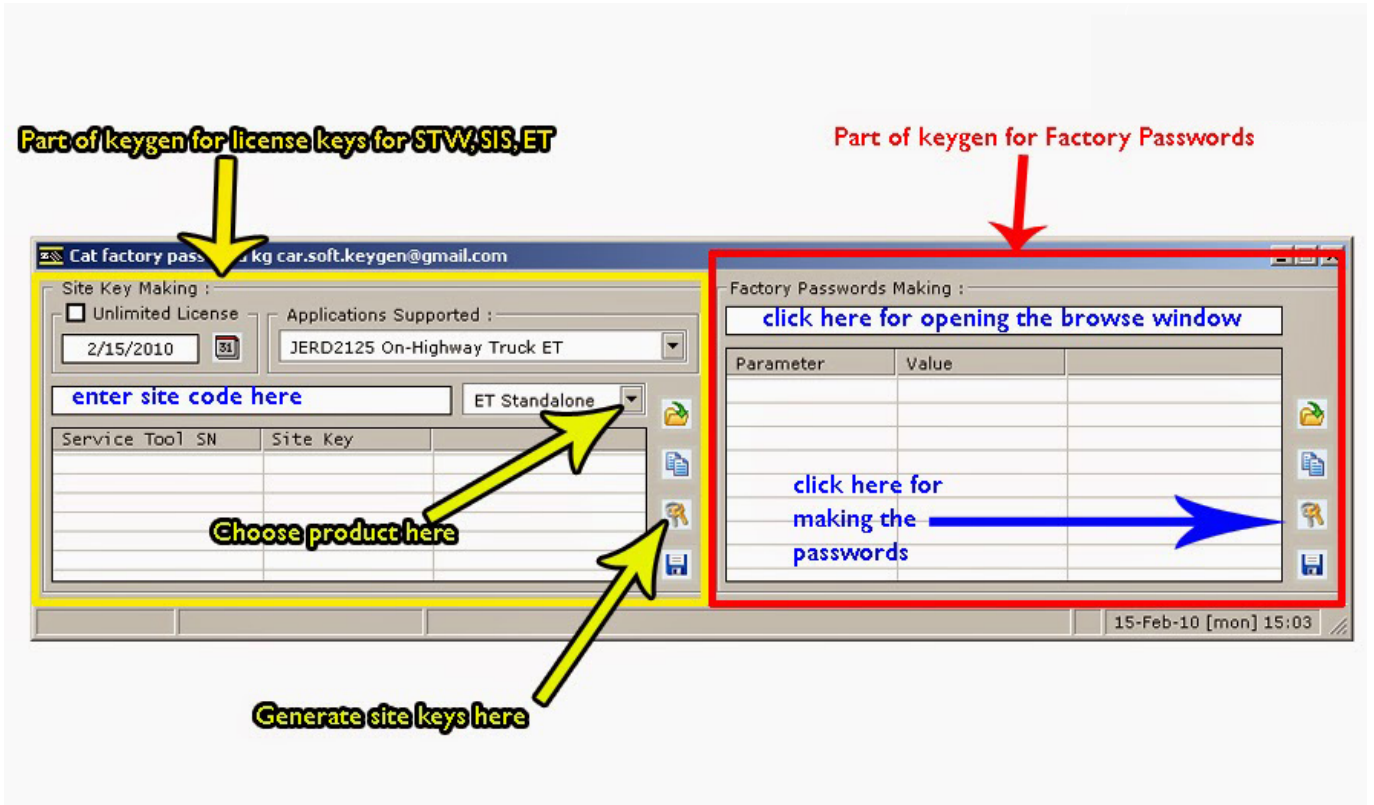 Part of keygen for license keys for STW,SIS,ET
Part of keygen for Factory Passwords
Cat factory pas kg car.soft.keygen@gmail.com
Site Key Making :
Unlimited License
Applications Supported :
2/15/2010
31
JERD2125 On-Highway Truck ET
enter site code here
ET Standalone
Service Tool SN Site Key
Choose product here
Generate site keys here
Factory Passwords Making :
click here for opening the browse window
Parameter Value
click here for
making the
passwords
15-Feb-10 [mon] 15:03